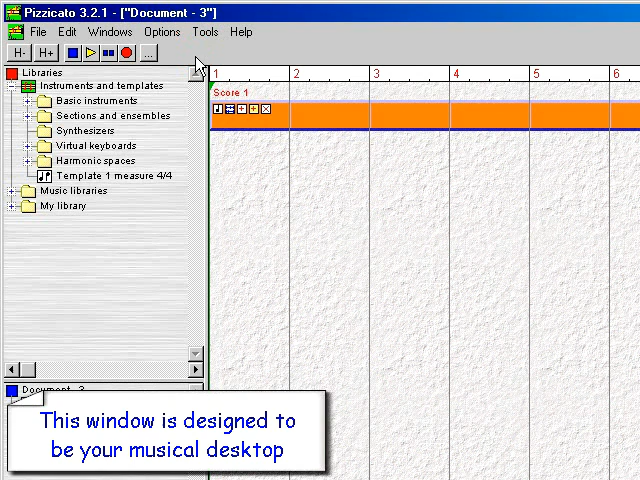 Pizzicato 3.2.1 - ["Document - 3"]
File Edit Windows Options Tools Help
H- H+ ...
Libraries
Instruments and templates
Basic instruments
Sections and ensembles
Synthesizers
Virtual keyboards
Harmonic spaces
Template 1 measure 4/4
Music libraries
My library
1 2 3 4 5 6
Score 1
Document - 3
This window is designed to
be your musical desktop